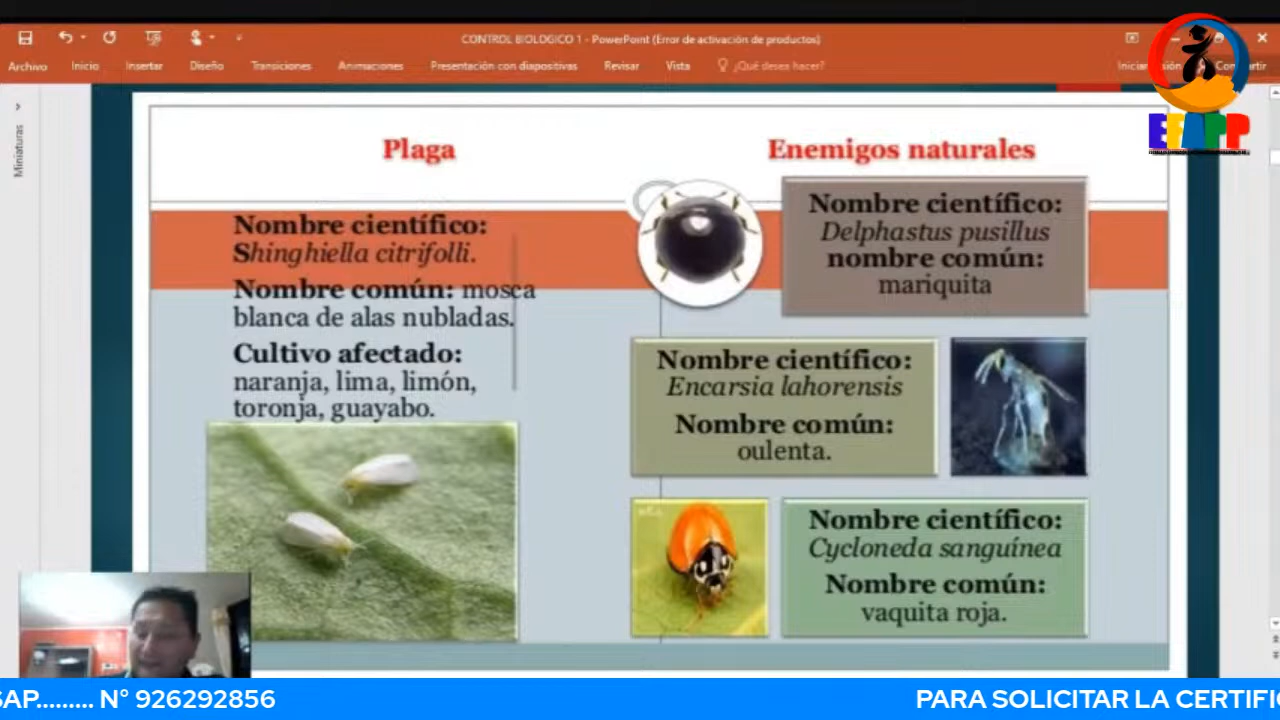 CONTROL BIOLOGICO 1 - PowerPoint (Error de activación de productos)
Archivo Inicio Insertar Diseño Transiciones Animaciones Presentación con diapositivas Revisar Vista ¿Qué desea hacer?
Miniaturas
EFAPP
Plaga
Nombre científico:
Shinghiella citrifolli.
Nombre común: mosca
blanca de alas nubladas.
Cultivo afectado:
naranja, lima, limón,
toronja, guayabo.
Enemigos naturales
Nombre científico:
Delphastus pusillus
nombre común:
mariquita
Nombre científico:
Encarsia lahorensis
Nombre común:
oulenta.
Nombre científico:
Cycloneda sanguínea
Nombre común:
vaquita roja.
SAP......... N° 926292856
PARA SOLICITAR LA CERTIFIC